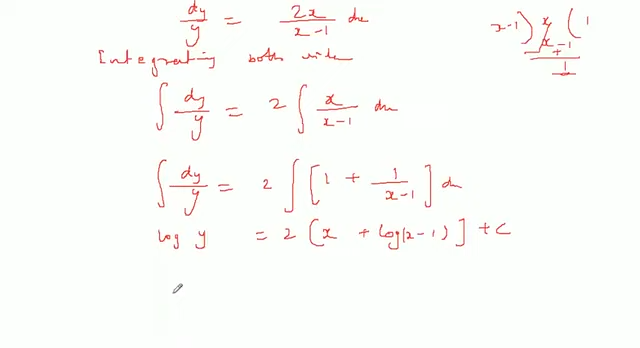 dy/y = 2x/(x-1) dx
x-1) x (1
x-1
- +
1
Integrating both side
∫ dy/y = 2 ∫ x/(x-1) dx
∫ dy/y = 2 ∫ [1 + 1/(x-1)] dx
log y = 2 [x + log(x-1)] + C